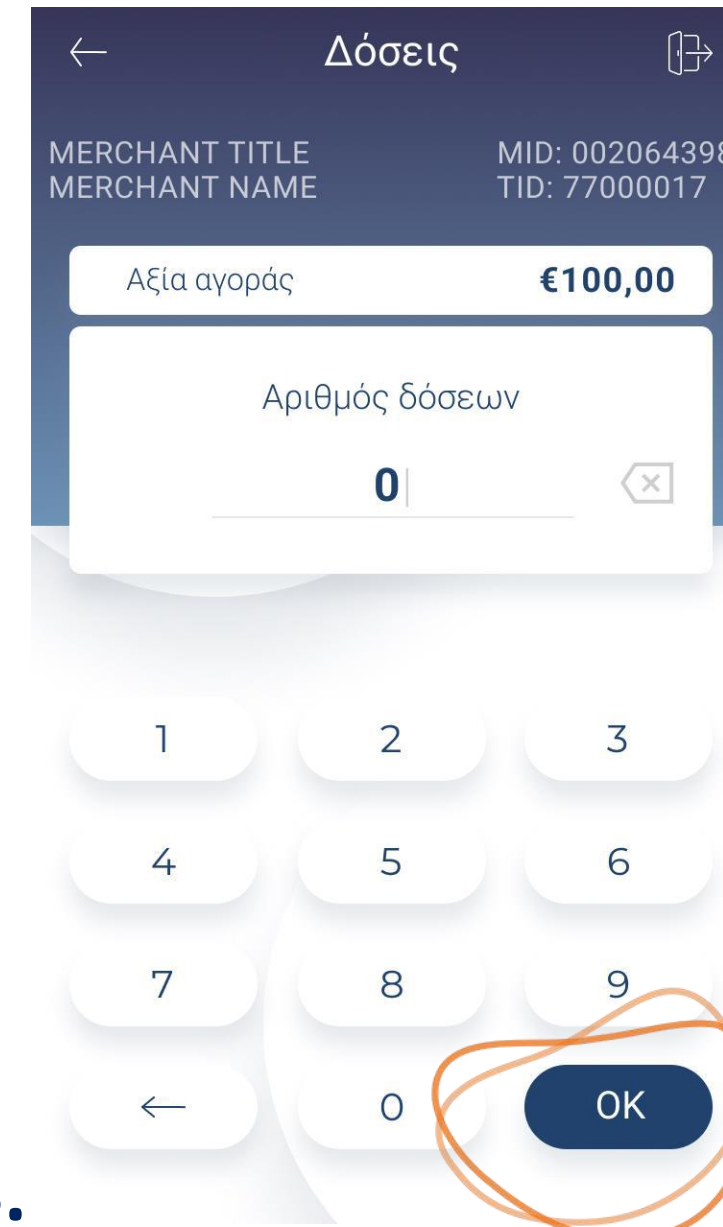 Δόσεις
MERCHANT TITLE MID: 002064398
MERCHANT NAME TID: 77000017
Αξία αγοράς €100,00
Αριθμός δόσεων
0
1 2 3
4 5 6
7 8 9
0 OK